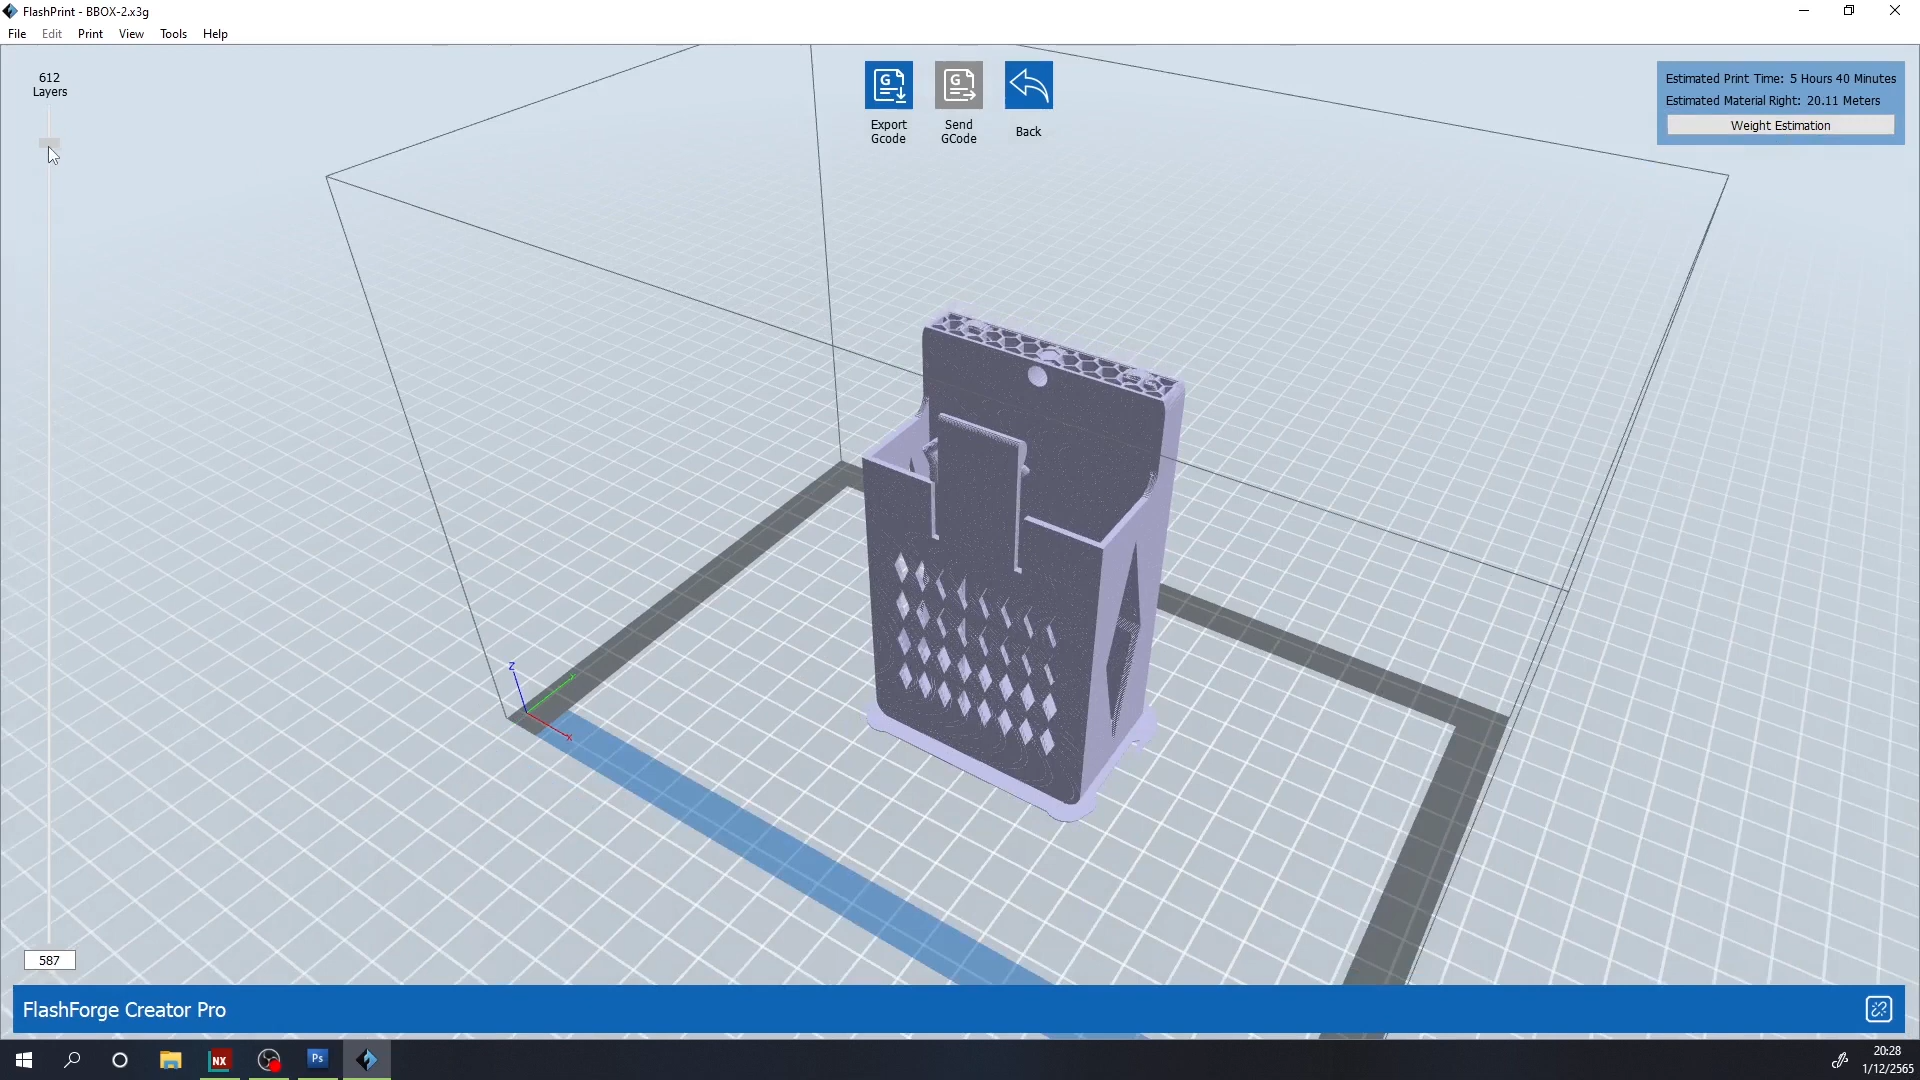 FlashPrint - BBOX-2.x3g
File Edit Print View Tools Help
612
Layers
Export
Gcode
Send
GCode
Back
Estimated Print Time: 5 Hours 40 Minutes
Estimated Material Right: 20.11 Meters
Weight Estimation
Z
Y
X
587
FlashForge Creator Pro
NX
Ps
20:28
1/12/2565